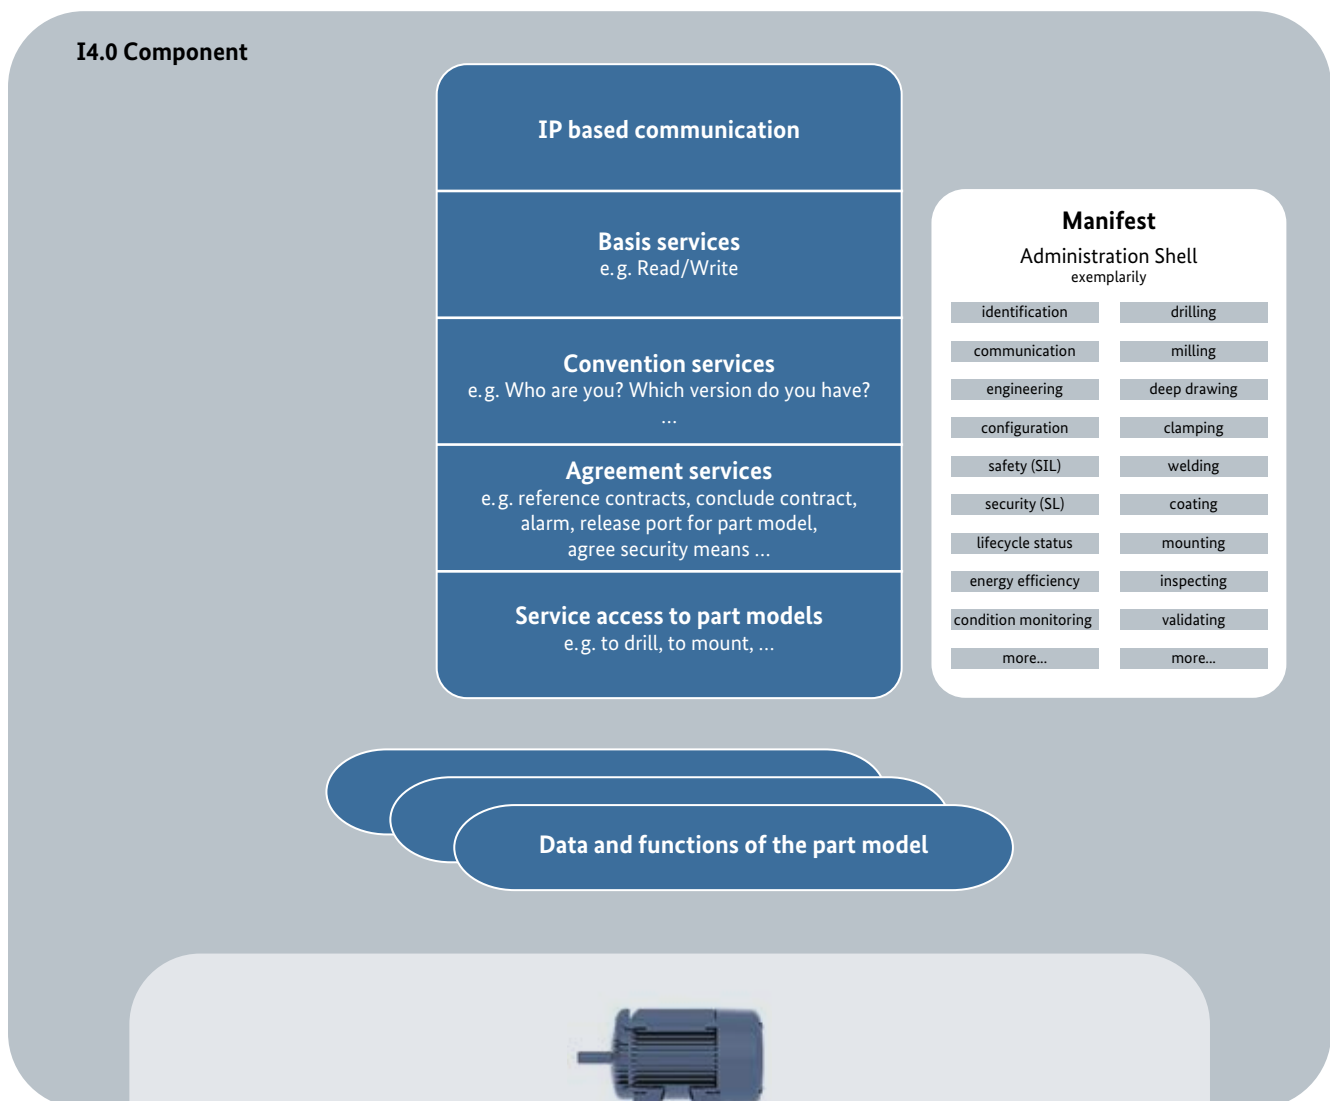 I4.0 Component
IP based communication
Basis services
e.g. Read/Write
Convention services
e.g. Who are you? Which version do you have?
...
Agreement services
e.g. reference contracts, conclude contract,
alarm, release port for part model,
agree security means ...
Service access to part models
e.g. to drill, to mount, ...
Manifest
Administration Shell
exemplarily
identification
communication
engineering
configuration
safety (SIL)
security (SL)
lifecycle status
energy efficiency
condition monitoring
more...
drilling
milling
deep drawing
clamping
welding
coating
mounting
inspecting
validating
more...
Data and functions of the part model